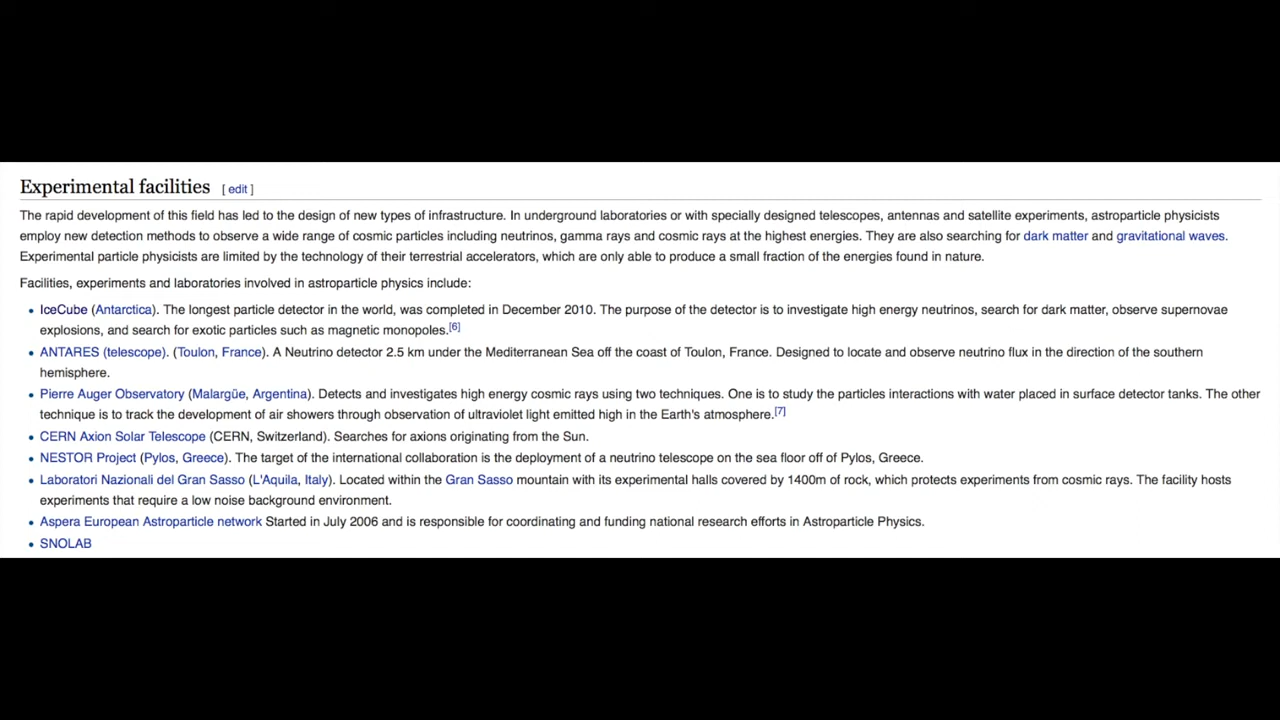 Experimental facilities [ edit ]
The rapid development of this field has led to the design of new types of infrastructure. In underground laboratories or with specially designed telescopes, antennas and satellite experiments, astroparticle physicists
employ new detection methods to observe a wide range of cosmic particles including neutrinos, gamma rays and cosmic rays at the highest energies. They are also searching for dark matter and gravitational waves.
Experimental particle physicists are limited by the technology of their terrestrial accelerators, which are only able to produce a small fraction of the energies found in nature.
Facilities, experiments and laboratories involved in astroparticle physics include:
• IceCube (Antarctica). The longest particle detector in the world, was completed in December 2010. The purpose of the detector is to investigate high energy neutrinos, search for dark matter, observe supernovae
explosions, and search for exotic particles such as magnetic monopoles.[6]
• ANTARES (telescope). (Toulon, France). A Neutrino detector 2.5 km under the Mediterranean Sea off the coast of Toulon, France. Designed to locate and observe neutrino flux in the direction of the southern
hemisphere.
• Pierre Auger Observatory (Malargüe, Argentina). Detects and investigates high energy cosmic rays using two techniques. One is to study the particles interactions with water placed in surface detector tanks. The other
technique is to track the development of air showers through observation of ultraviolet light emitted high in the Earth's atmosphere.[7]
• CERN Axion Solar Telescope (CERN, Switzerland). Searches for axions originating from the Sun.
• NESTOR Project (Pylos, Greece). The target of the international collaboration is the deployment of a neutrino telescope on the sea floor off of Pylos, Greece.
• Laboratori Nazionali del Gran Sasso (L'Aquila, Italy). Located within the Gran Sasso mountain with its experimental halls covered by 1400m of rock, which protects experiments from cosmic rays. The facility hosts
experiments that require a low noise background environment.
• Aspera European Astroparticle network Started in July 2006 and is responsible for coordinating and funding national research efforts in Astroparticle Physics.
• SNOLAB